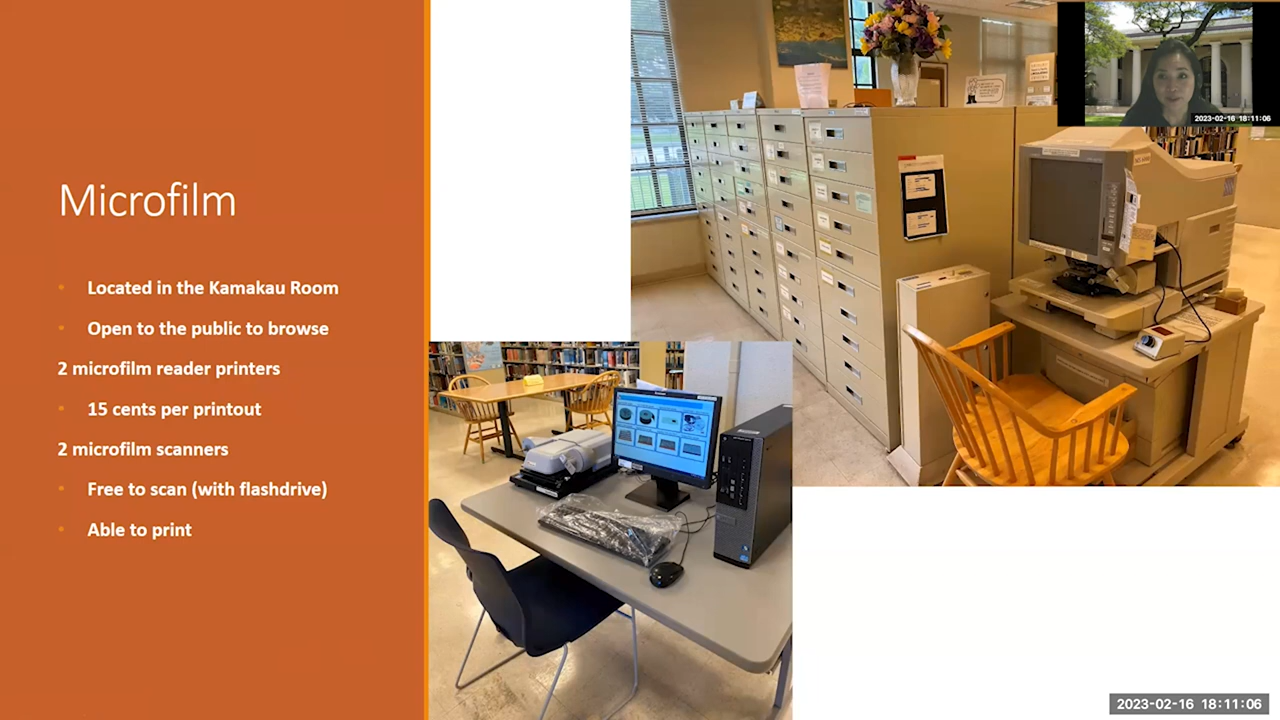 Microfilm
Located in the Kamakau Room
Open to the public to browse
2 microfilm reader printers
15 cents per printout
2 microfilm scanners
Free to scan (with flashdrive)
Able to print
2023-02-16 18:11:06
2023-02-16 18:11:06